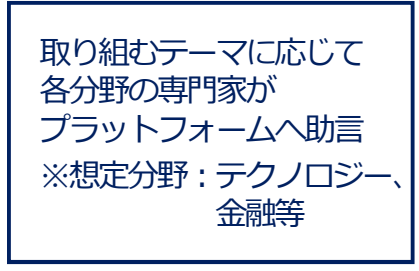 取り組むテーマに応じて
各分野の専門家が
プラットフォームへ助言
※想定分野：テクノロジー、
金融等